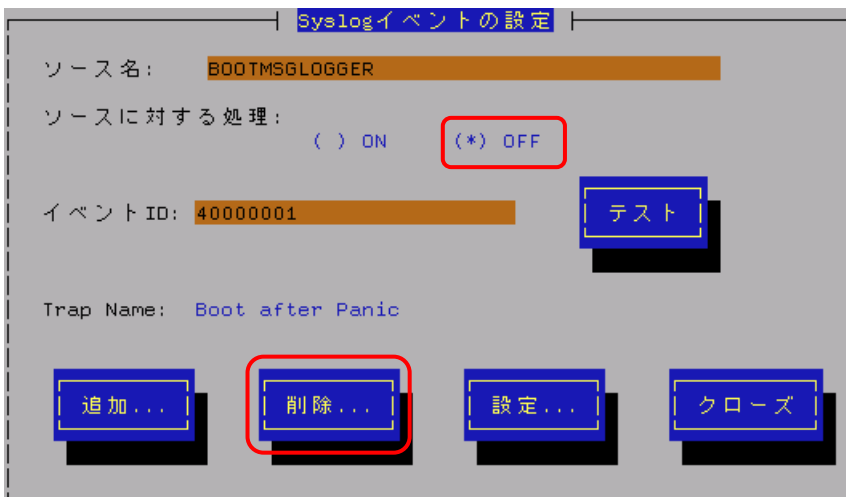 Syslogイベントの設定
ソース名: BOOTMSGLOGGER
ソースに対する処理:
( ) ON (*) OFF
イベントID: 40000001 テスト
Trap Name: Boot after Panic
追加... 削除... 設定... クローズ